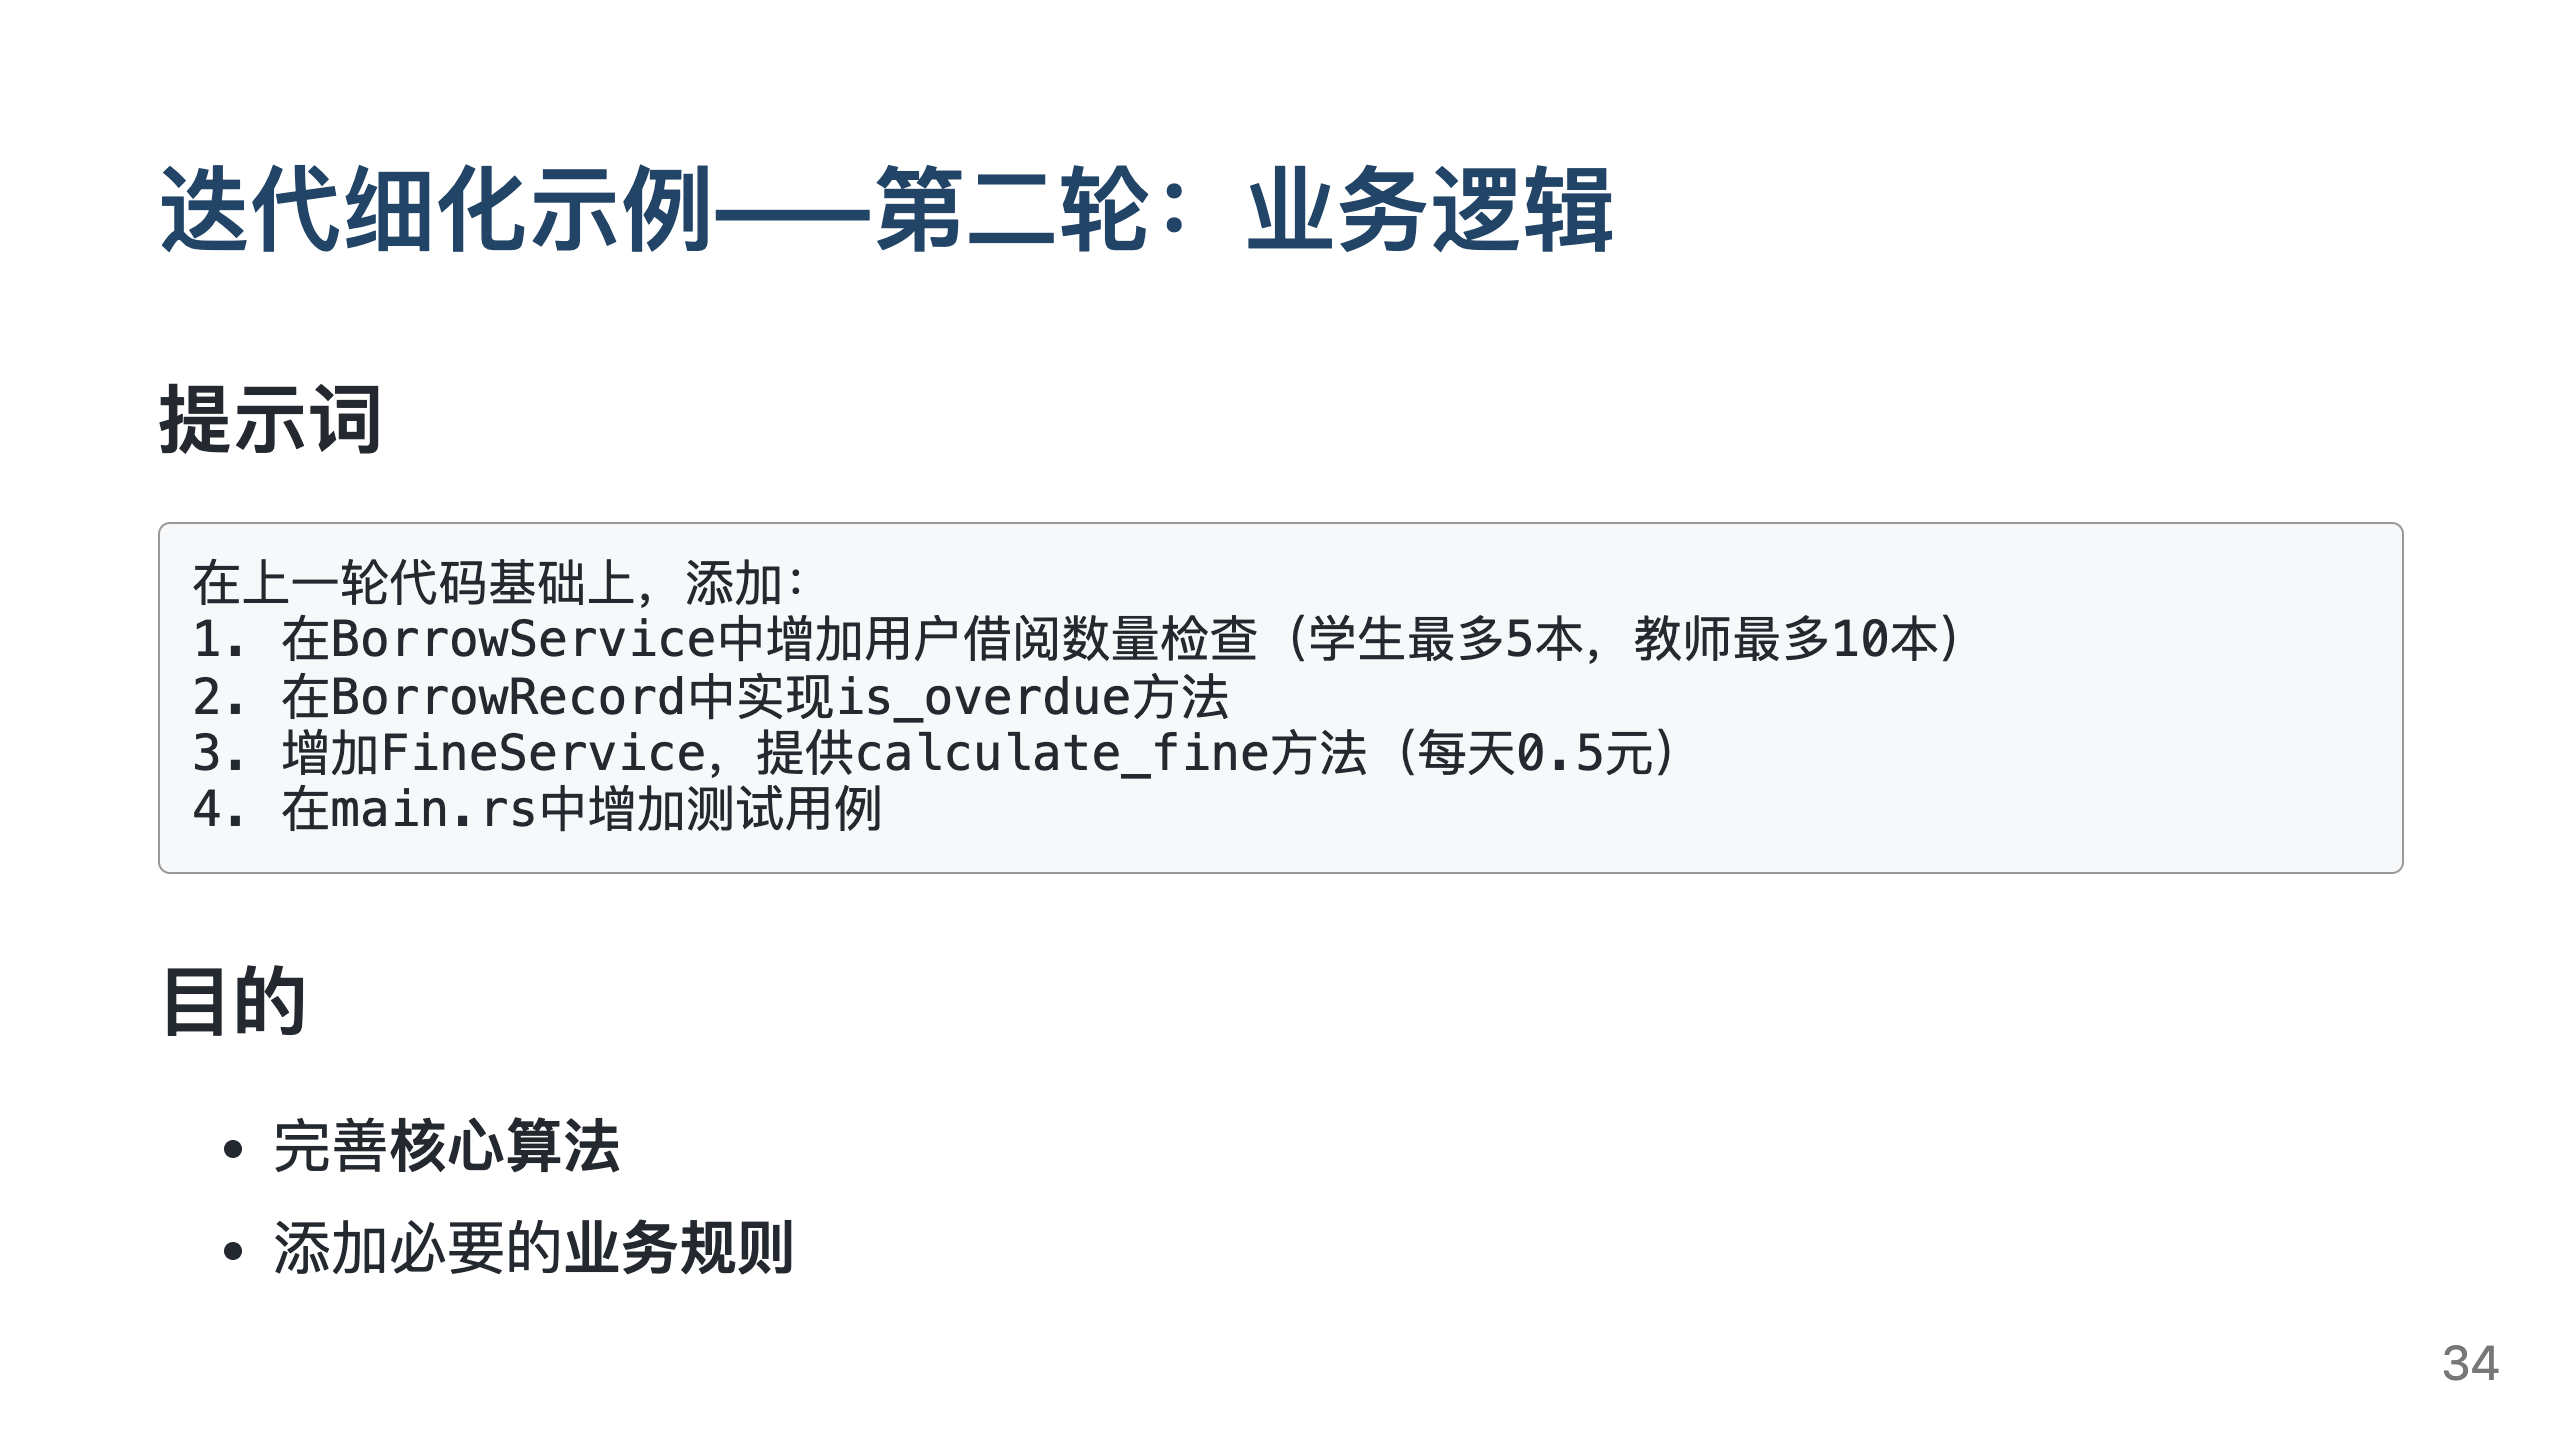 迭代细化示例——第二轮：业务逻辑
提示词
在上一轮代码基础上，添加：
1. 在BorrowService中增加用户借阅数量检查（学生最多5本，教师最多10本）
2. 在BorrowRecord中实现is_overdue方法
3. 增加FineService，提供calculate_fine方法（每天0.5元）
4. 在main.rs中增加测试用例
目的
• 完善核心算法
• 添加必要的业务规则
34